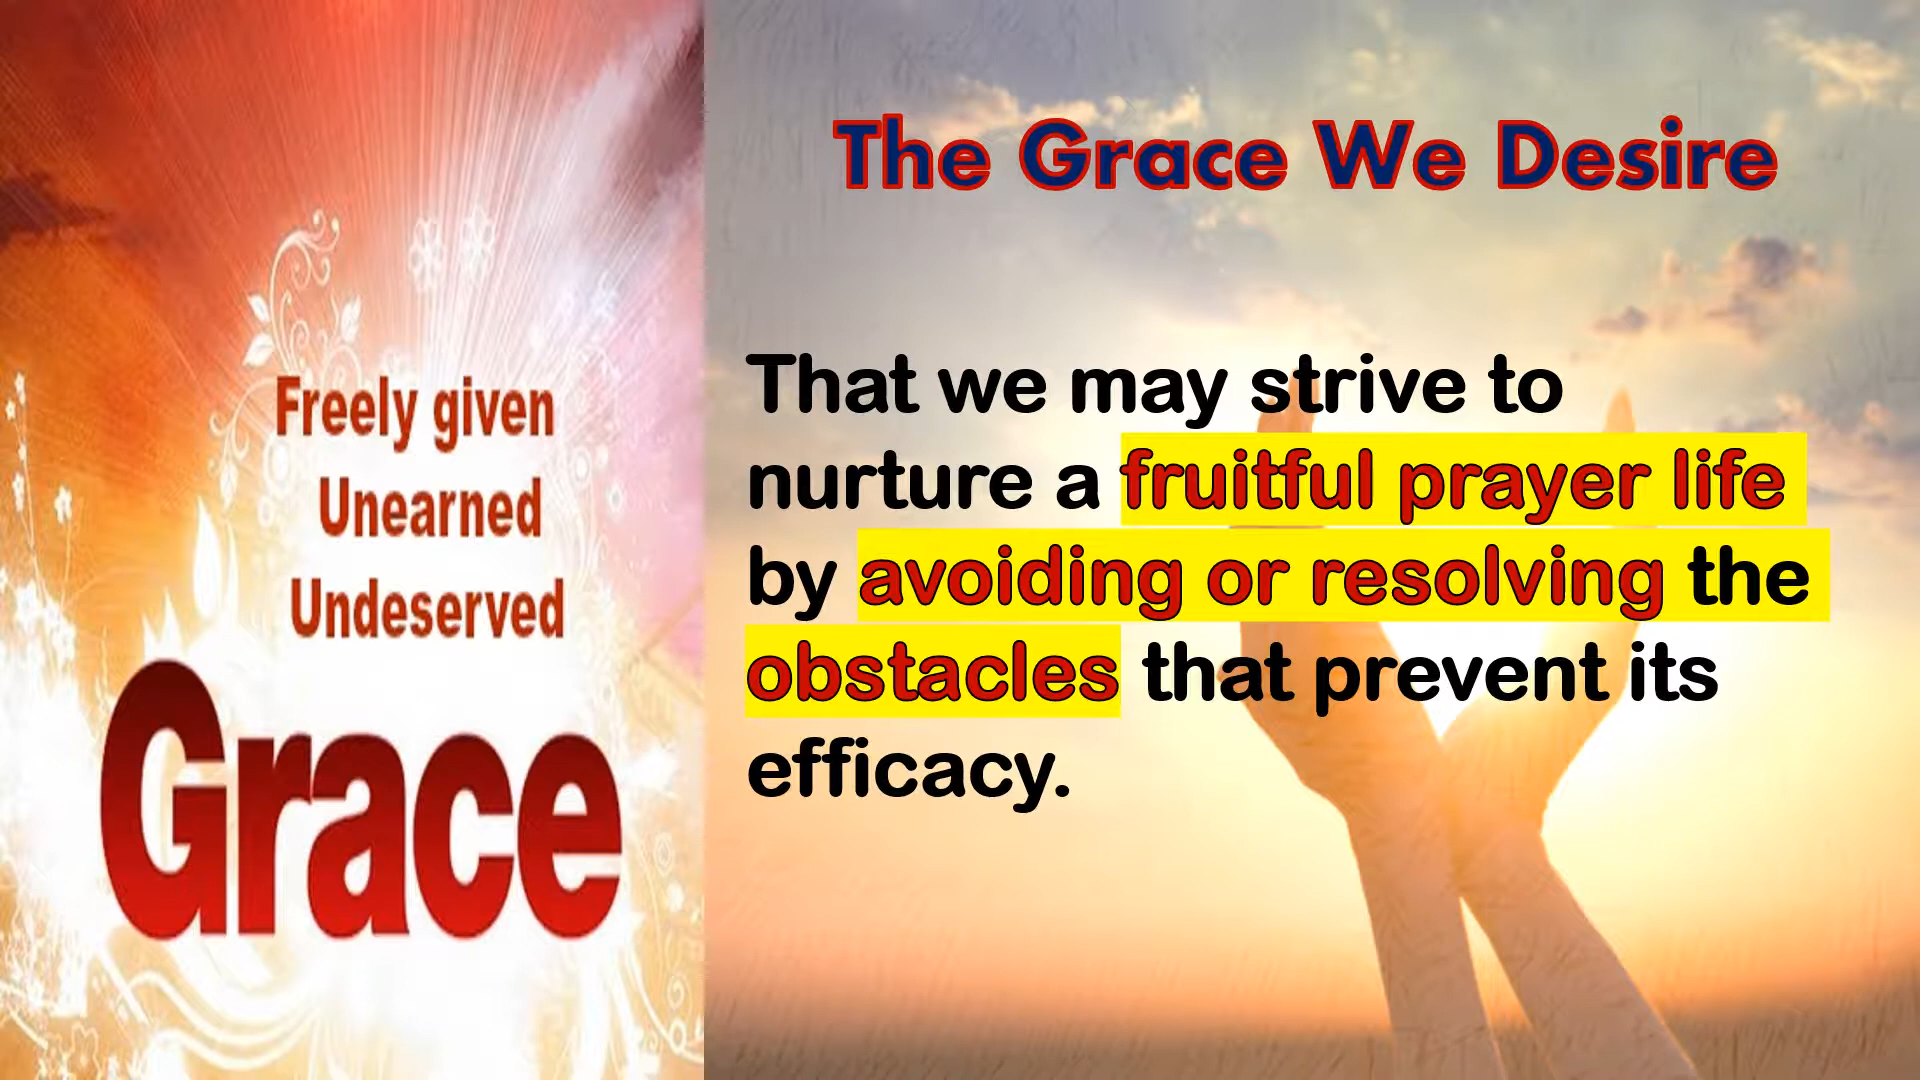 Freely given
Unearned
Undeserved
Grace
The Grace We Desire
That we may strive to
nurture a fruitful prayer life
by avoiding or resolving the
obstacles that prevent its
efficacy.